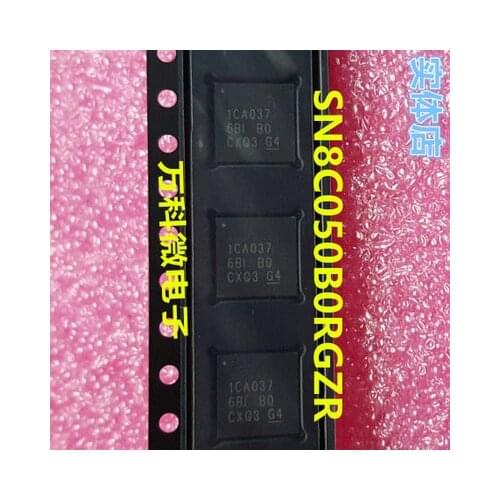 1CA037
6BI B0
CXQ3 G4
1CA037
6BI B0
CXQ3 G4
1CA037
6BI B0
CXQ3 G4
万科微电子
SN8C050B0RGZR
实体店